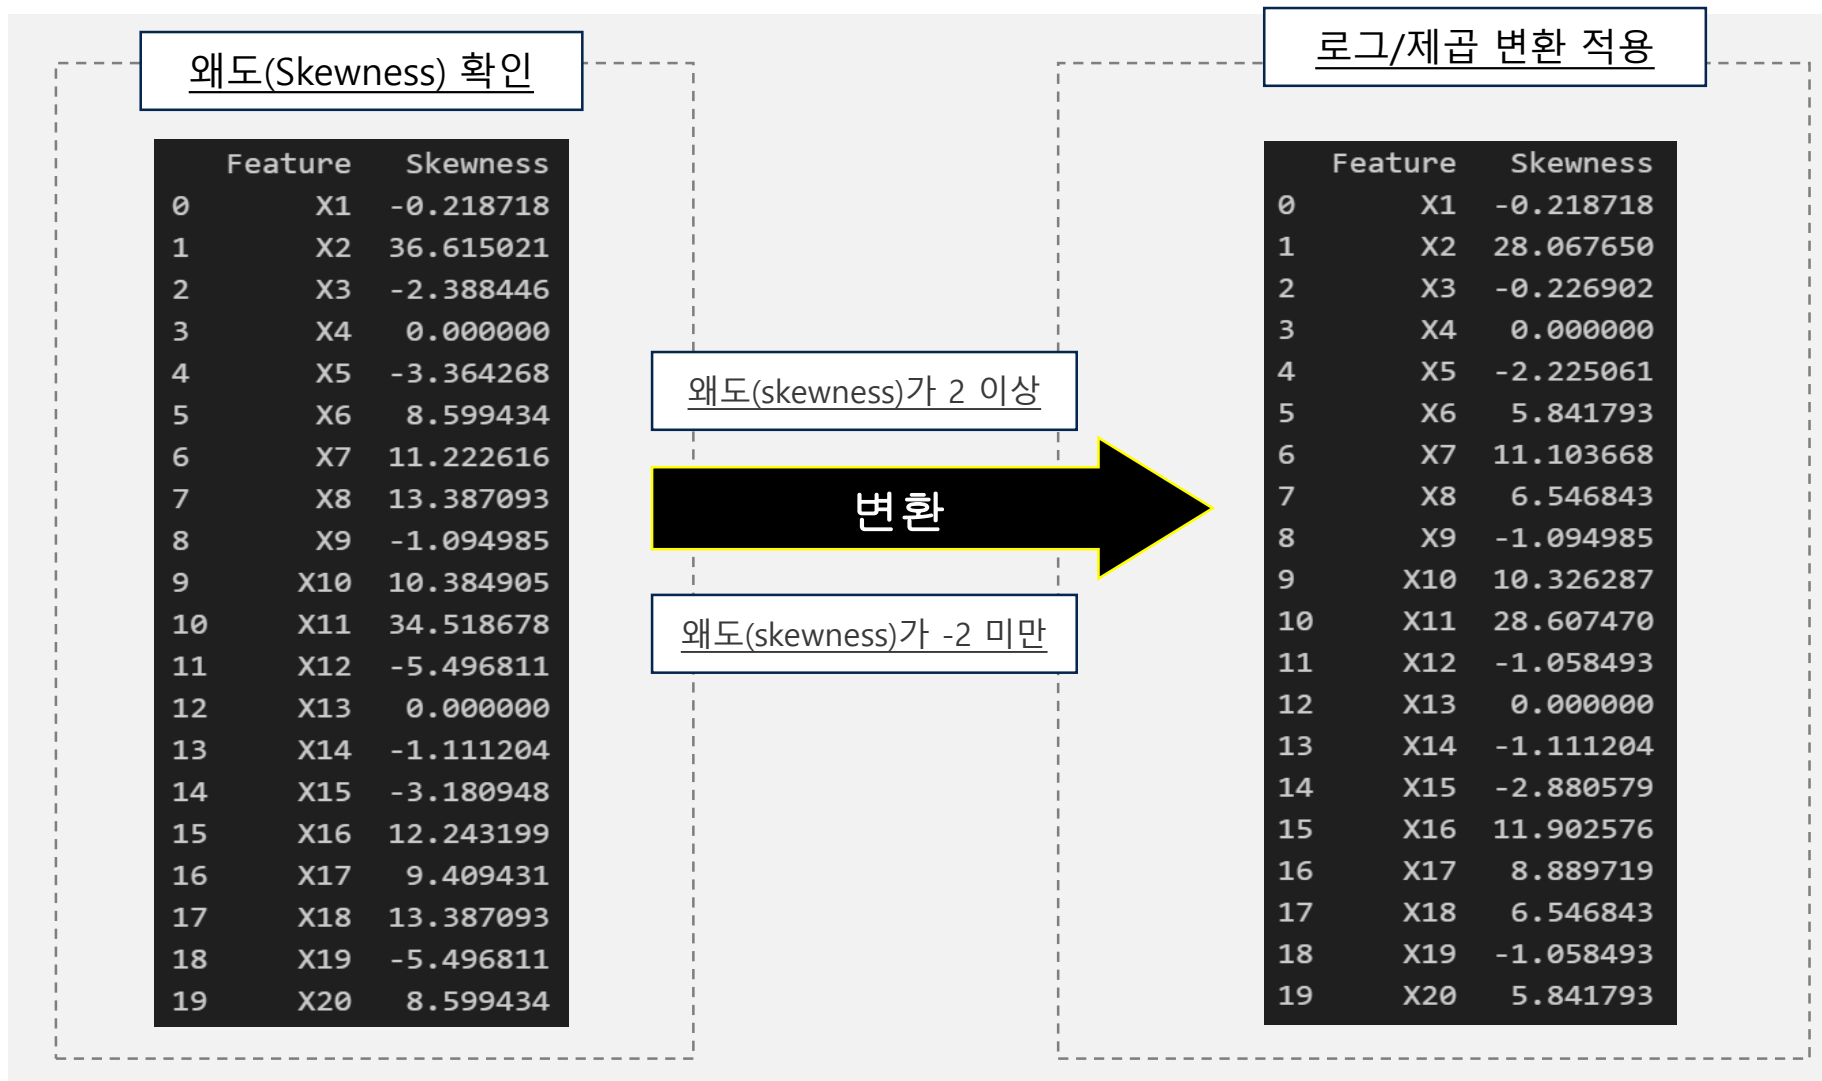 왜도(Skewness) 확인
Feature Skewness
0 X1 -0.218718
1 X2 36.615021
2 X3 -2.388446
3 X4 0.000000
4 X5 -3.364268
5 X6 8.599434
6 X7 11.222616
7 X8 13.387093
8 X9 -1.094985
9 X10 10.384905
10 X11 34.518678
11 X12 -5.496811
12 X13 0.000000
13 X14 -1.111204
14 X15 -3.180948
15 X16 12.243199
16 X17 9.409431
17 X18 13.387093
18 X19 -5.496811
19 X20 8.599434
왜도(skewness)가 2 이상
변환
왜도(skewness)가 -2 미만
로그/제곱 변환 적용
Feature Skewness
0 X1 -0.218718
1 X2 28.067650
2 X3 -0.226902
3 X4 0.000000
4 X5 -2.225061
5 X6 5.841793
6 X7 11.103668
7 X8 6.546843
8 X9 -1.094985
9 X10 10.326287
10 X11 28.607470
11 X12 -1.058493
12 X13 0.000000
13 X14 -1.111204
14 X15 -2.880579
15 X16 11.902576
16 X17 8.889719
17 X18 6.546843
18 X19 -1.058493
19 X20 5.841793